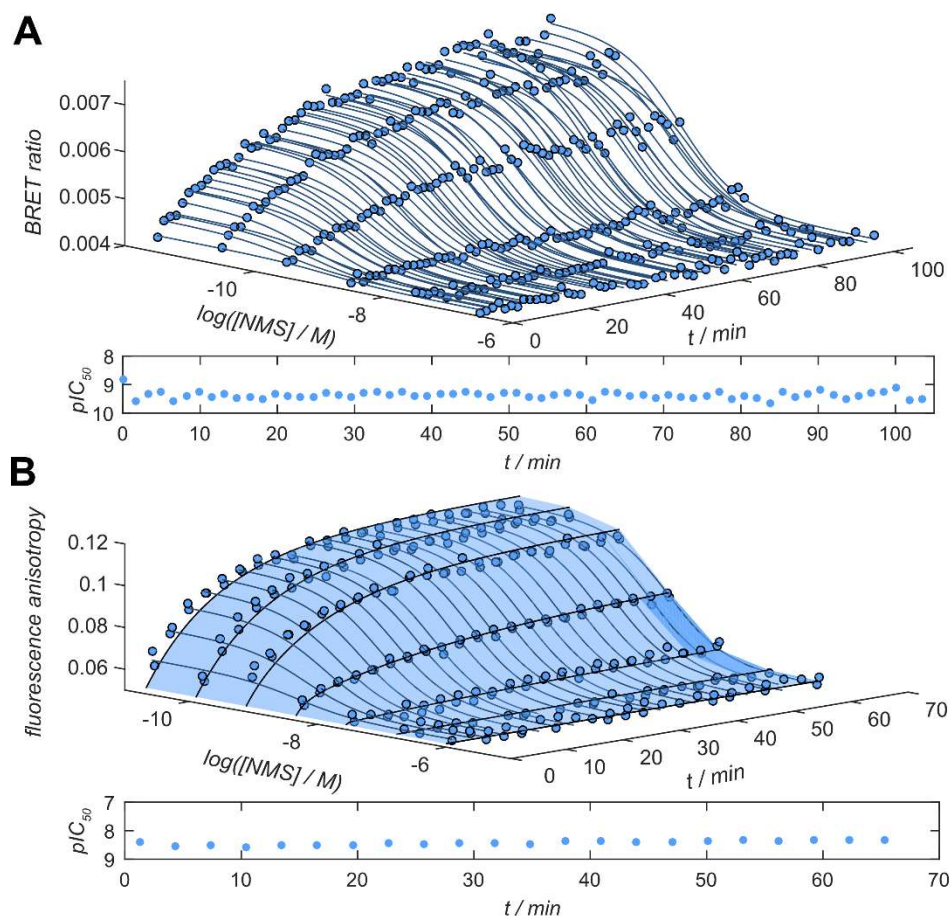 A
BRET ratio
0.007
0.006
0.005
0.004
-10
-8
-6
log([NMS] / M)
0
20
40
60
80
100
t / min
pIC50
8
9
10
0 10 20 30 40 50 60 70 80 90 100
t / min
B
fluorescence anisotropy
0.12
0.1
0.08
0.06
-10
-8
-6
log([NMS] / M)
0
10
20
30
40
50
60
70
t / min
pIC50
7
8
9
0 10 20 30 40 50 60 70
t / min